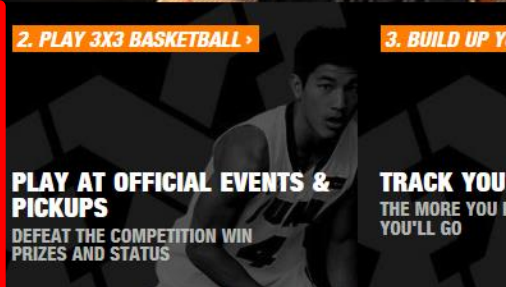 2. PLAY 3X3 BASKETBALL ›
PLAY AT OFFICIAL EVENTS &
PICKUPS
DEFEAT THE COMPETITION WIN
PRIZES AND STATUS
3. BUILD UP
TRACK YOU
THE MORE YOU
YOU'LL GO
4